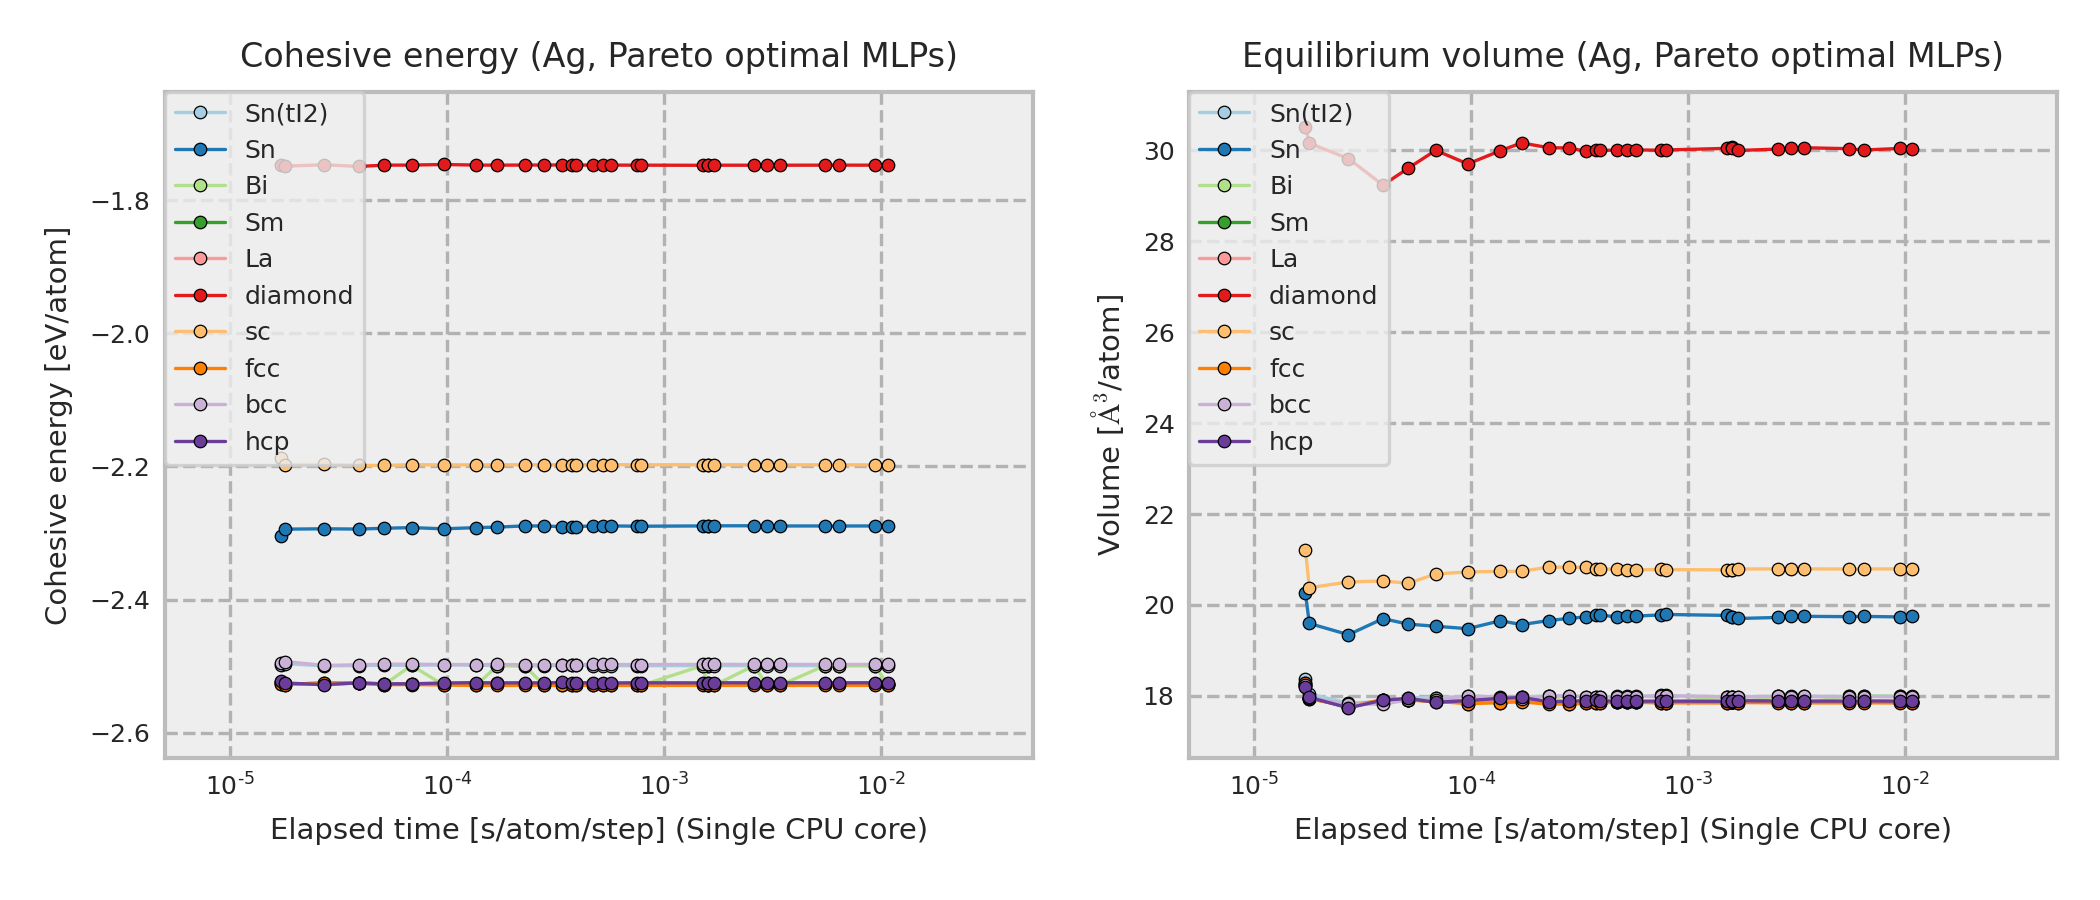 Cohesive energy (Ag, Pareto optimal MLPs)
Cohesive energy [eV/atom]
−1.8
−2.0
−2.2
−2.4
−2.6
Sn(tI2)
Sn
Bi
Sm
La
diamond
sc
fcc
bcc
hcp
10⁻⁵ 10⁻⁴ 10⁻³ 10⁻²
Elapsed time [s/atom/step] (Single CPU core)
Equilibrium volume (Ag, Pareto optimal MLPs)
Volume [Å³/atom]
30
28
26
24
22
20
18
Sn(tI2)
Sn
Bi
Sm
La
diamond
sc
fcc
bcc
hcp
10⁻⁵ 10⁻⁴ 10⁻³ 10⁻²
Elapsed time [s/atom/step] (Single CPU core)